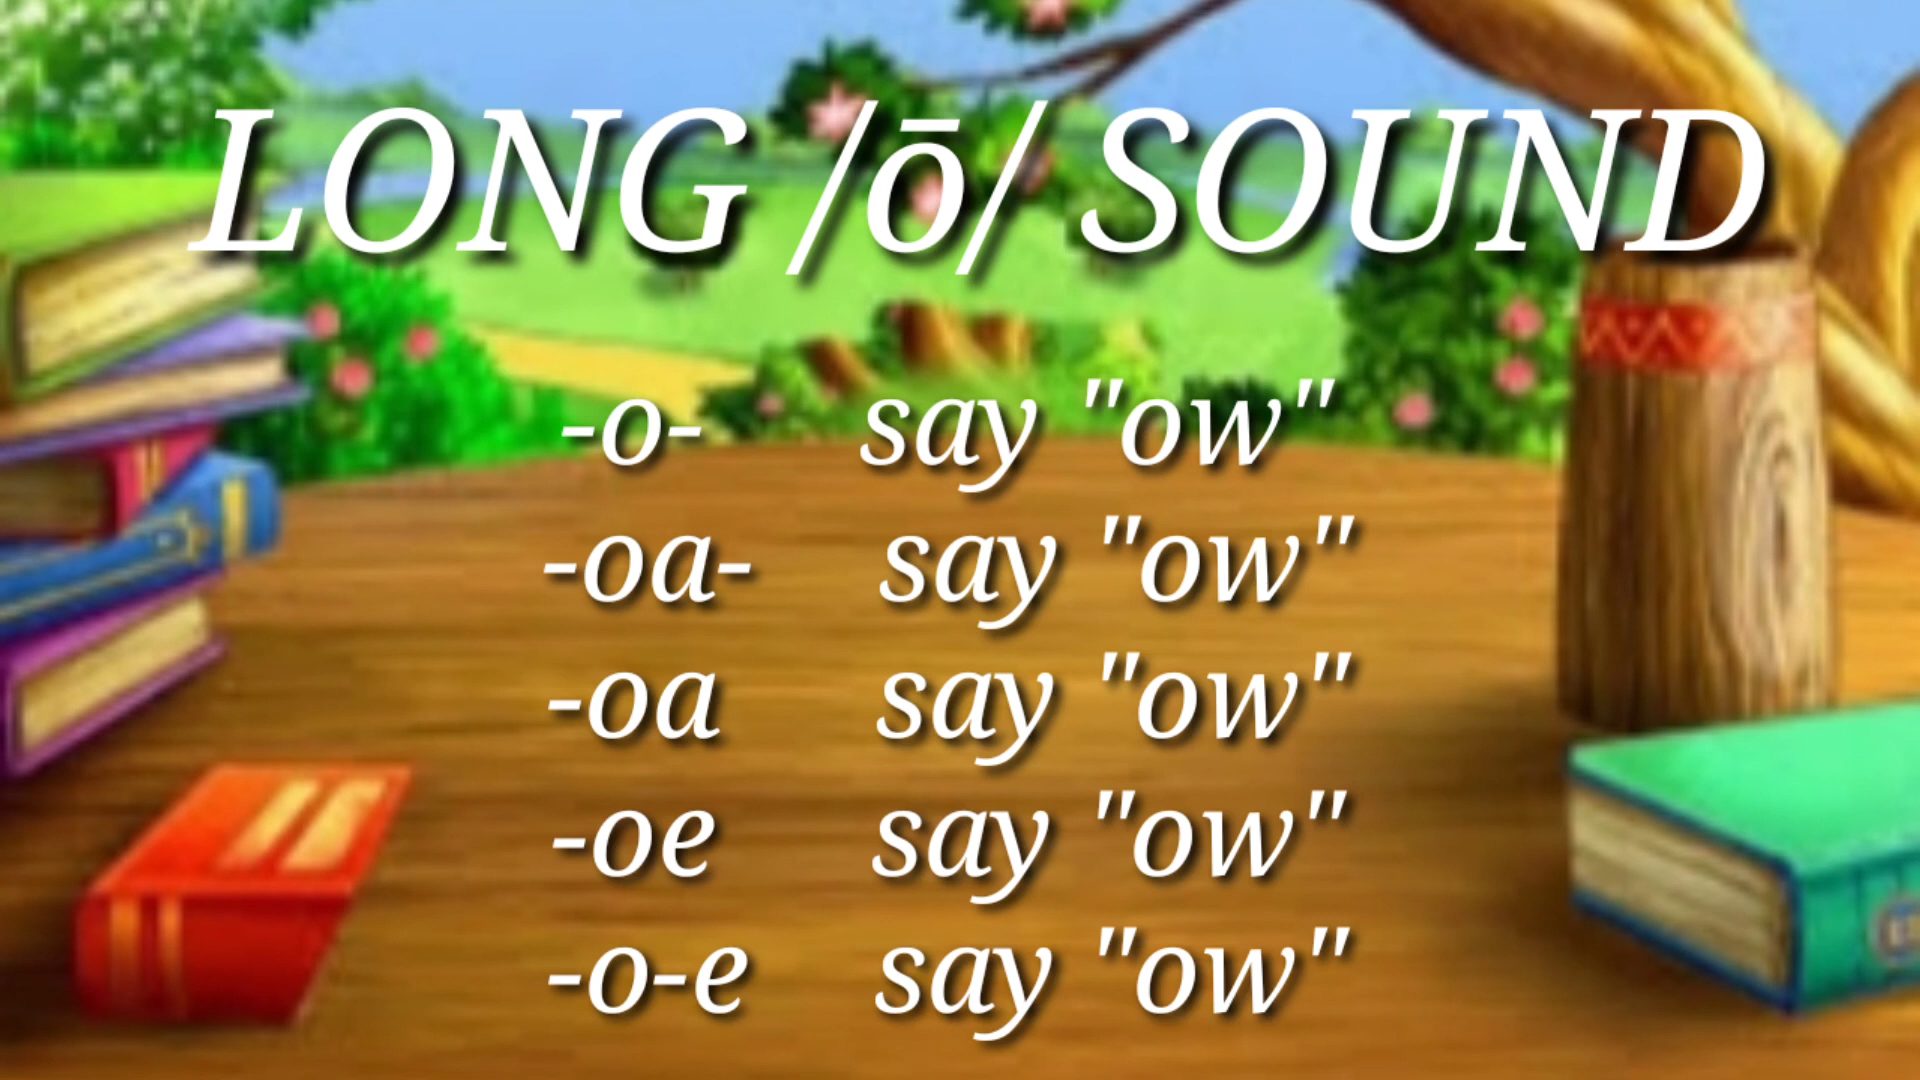 LONG /ō/ SOUND
-o- say "ow"
-oa- say "ow"
-oa say "ow"
-oe say "ow"
-o-e say "ow"